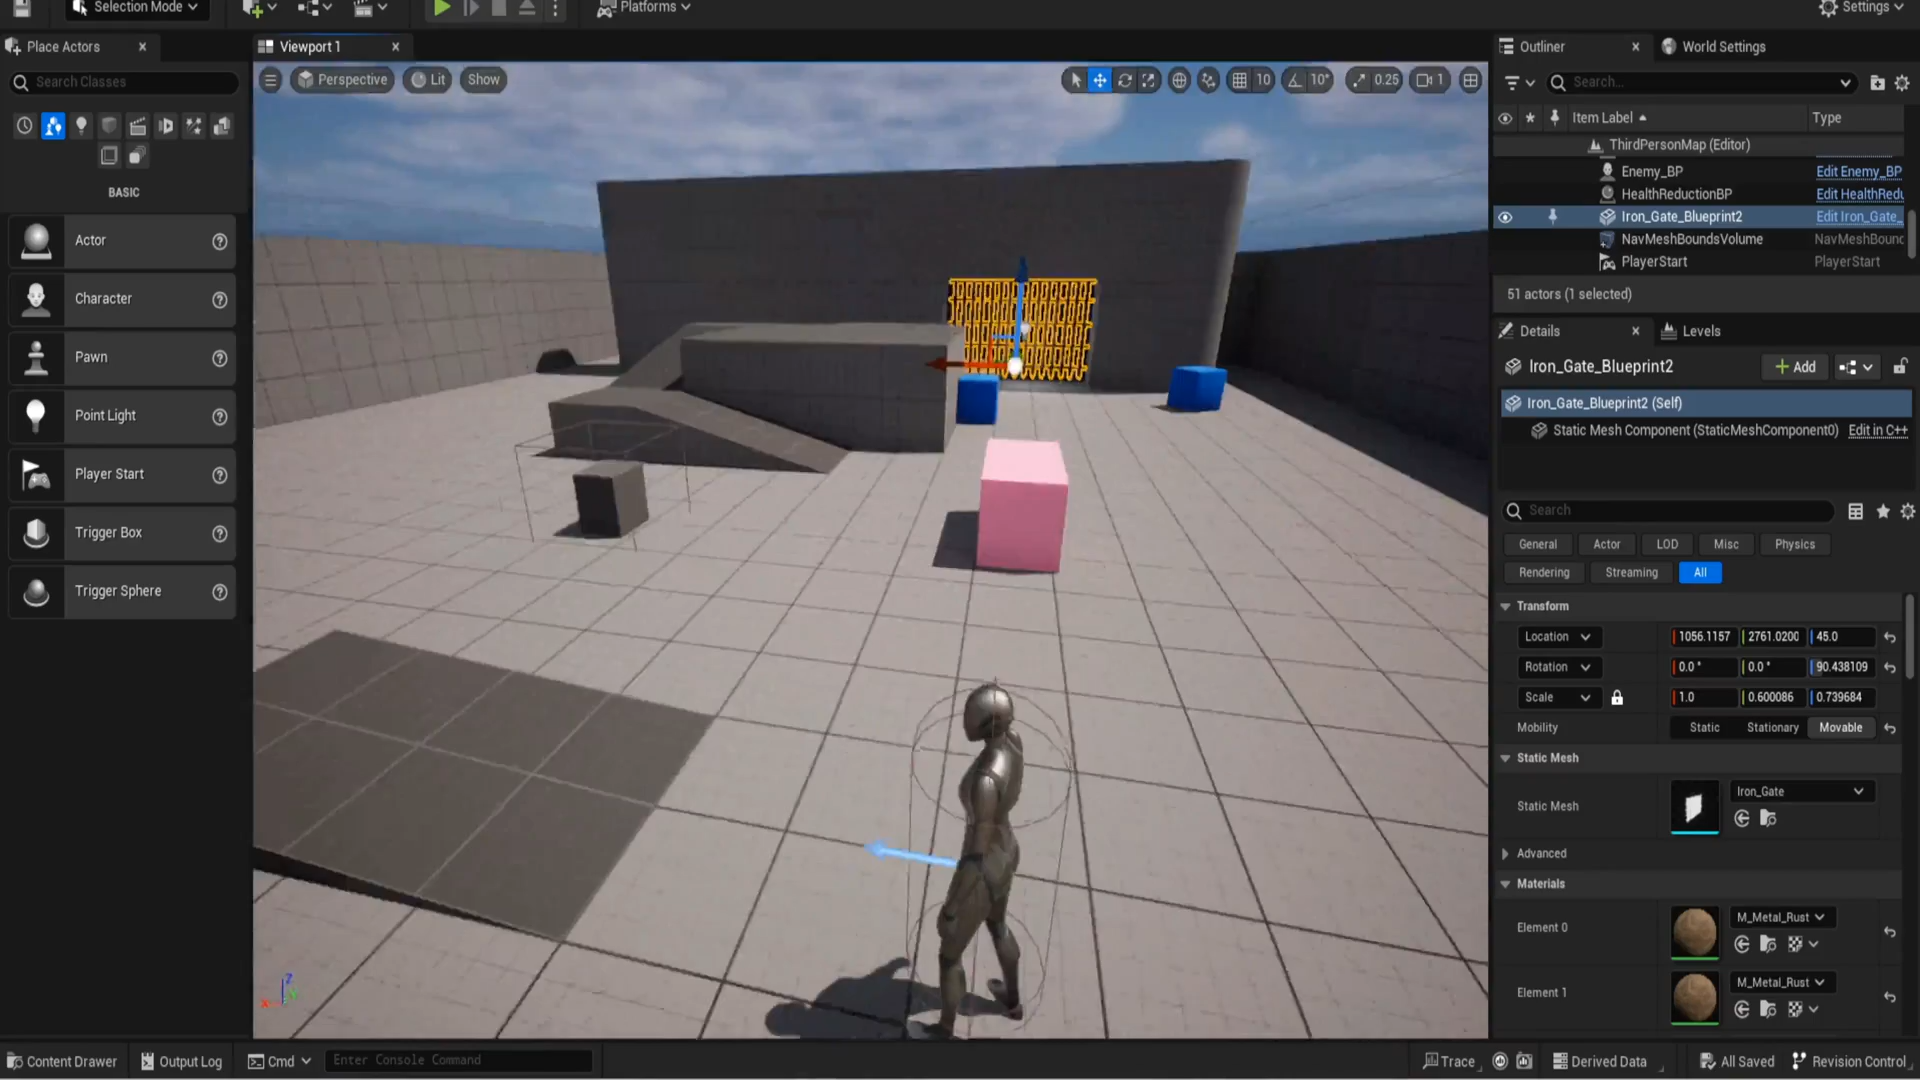 Selection Mode
Platforms
Settings
Place Actors
Viewport 1
Outliner
World Settings
Search Classes
Perspective
Lit
Show
10
10°
0.25
1
Search...
Item Label
Type
ThirdPersonMap (Editor)
Enemy_BP
Edit Enemy_BP
HealthReductionBP
Edit HealthRedu
Iron_Gate_Blueprint2
Edit Iron_Gate_
NavMeshBoundsVolume
NavMeshBounc
PlayerStart
PlayerStart
51 actors (1 selected)
BASIC
Actor
Character
Pawn
Point Light
Player Start
Trigger Box
Trigger Sphere
Details
Levels
Iron_Gate_Blueprint2
Add
Iron_Gate_Blueprint2 (Self)
Static Mesh Component (StaticMeshComponent0)
Edit in C++
Search
General
Actor
LOD
Misc
Physics
Rendering
Streaming
All
Transform
Location
1056.1157
2761.0200
45.0
Rotation
0.0 °
0.0 °
90.438109
Scale
1.0
0.600086
0.739684
Mobility
Static
Stationary
Movable
Static Mesh
Static Mesh
Iron_Gate
Advanced
Materials
Element 0
M_Metal_Rust
Element 1
M_Metal_Rust
Z
X
Content Drawer
Output Log
Cmd
Enter Console Command
Trace
Derived Data
All Saved
Revision Control